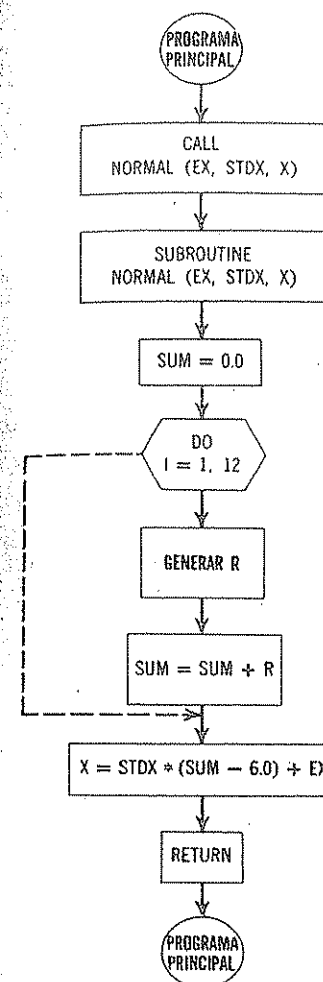 PROGRAMA
PRINCIPAL
CALL
NORMAL (EX, STDX, X)
SUBROUTINE
NORMAL (EX, STDX, X)
SUM = 0.0
DO
I = 1, 12
GENERAR R
SUM = SUM + R
X = STDX * (SUM − 6.0) + EX
RETURN
PROGRAMA
PRINCIPAL